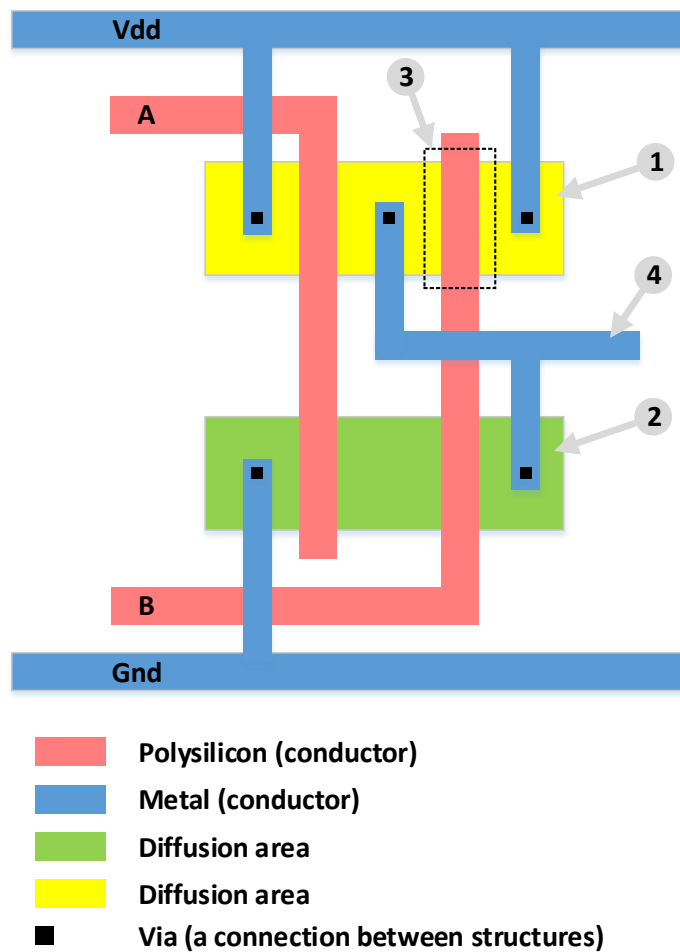 Vdd
3
A
1
4
2
B
Gnd
Polysilicon (conductor)
Metal (conductor)
Diffusion area
Diffusion area
Via (a connection between structures)